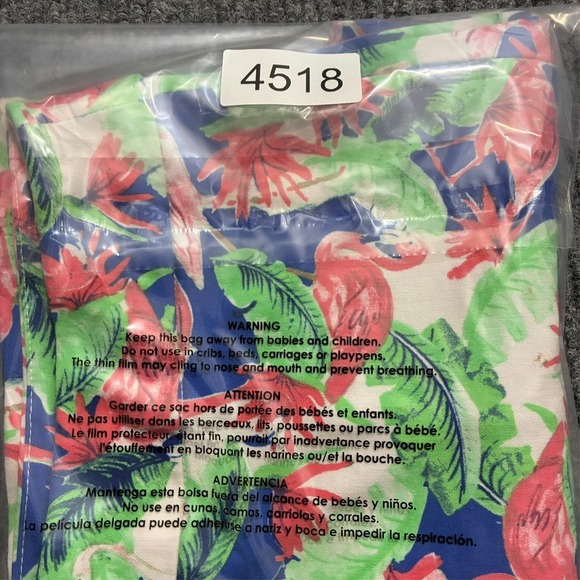 4518
WARNING
Keep this bag away from babies and children.
Do not use in cribs, beds, carriages or playpens.
The thin film may cling to nose and mouth and prevent breathing.
ATTENTION
Garder ce sac hors de portée des bébés et enfants.
Ne pas utiliser dans les berceaux, lits, poussettes ou parcs à bébé.
Le film protecteur, étant fin, pourrait par inadvertance provoquer
l'étouffement en bloquant les narines ou/et la bouche.
ADVERTENCIA
Mantenga esta bolsa fuera del alcance de bebés y niños.
No use en cunas, camas, carriolas y corrales.
La película delgada puede adherirse a nariz y boca e impedir la respiración.